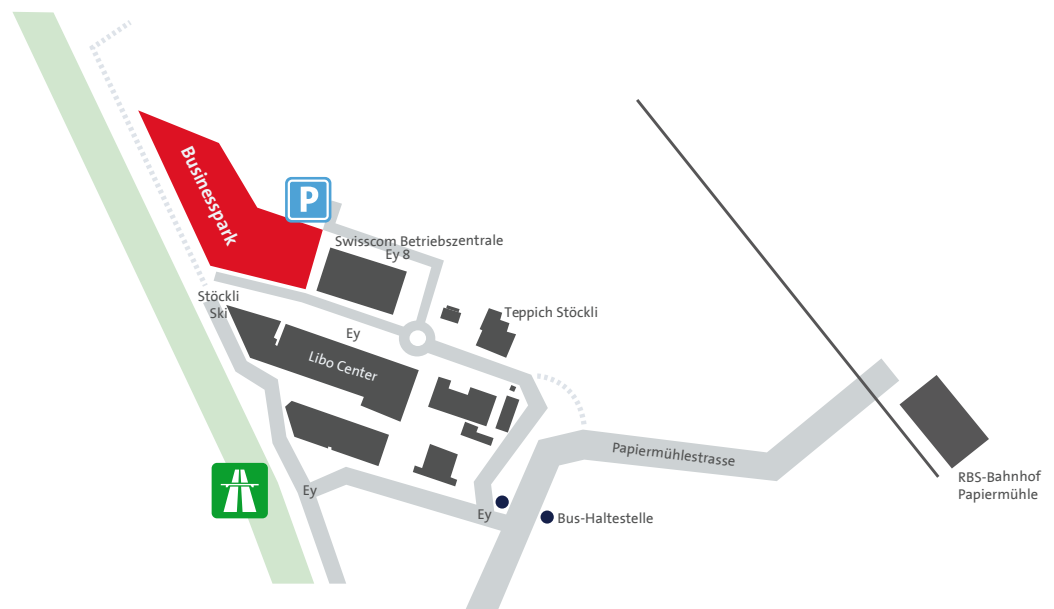 Businesspark
P
Swisscom Betriebszentrale
Ey 8
Stöckli
Ski
Teppich Stöckli
Ey
Libo Center
Papiermühlestrasse
RBS-Bahnhof
Papiermühle
Ey
Ey
Bus-Haltestelle